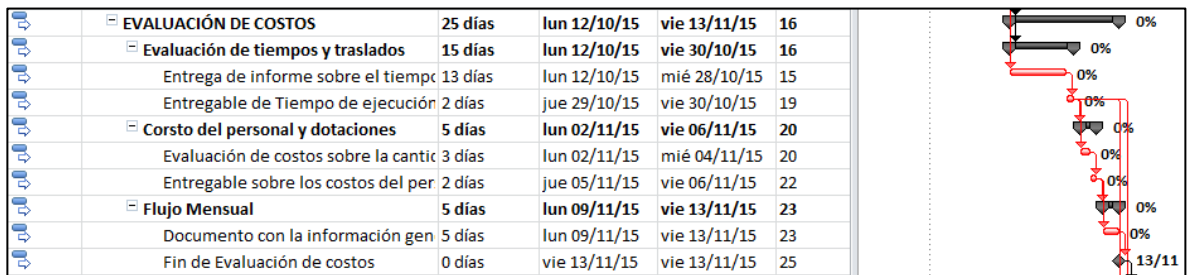 EVALUACIÓN DE COSTOS 25 días lun 12/10/15 vie 13/11/15 16 0%
Evaluación de tiempos y traslados 15 días lun 12/10/15 vie 30/10/15 16 0%
Entrega de informe sobre el tiempo 13 días lun 12/10/15 mié 28/10/15 15 0%
Entregable de Tiempo de ejecución 2 días jue 29/10/15 vie 30/10/15 19 0%
Corsto del personal y dotaciones 5 días lun 02/11/15 vie 06/11/15 20 0%
Evaluación de costos sobre la cantic 3 días lun 02/11/15 mié 04/11/15 20 0%
Entregable sobre los costos del per 2 días jue 05/11/15 vie 06/11/15 22 0%
Flujo Mensual 5 días lun 09/11/15 vie 13/11/15 23 0%
Documento con la información gen 5 días lun 09/11/15 vie 13/11/15 23 0%
Fin de Evaluación de costos 0 días vie 13/11/15 vie 13/11/15 25 13/11